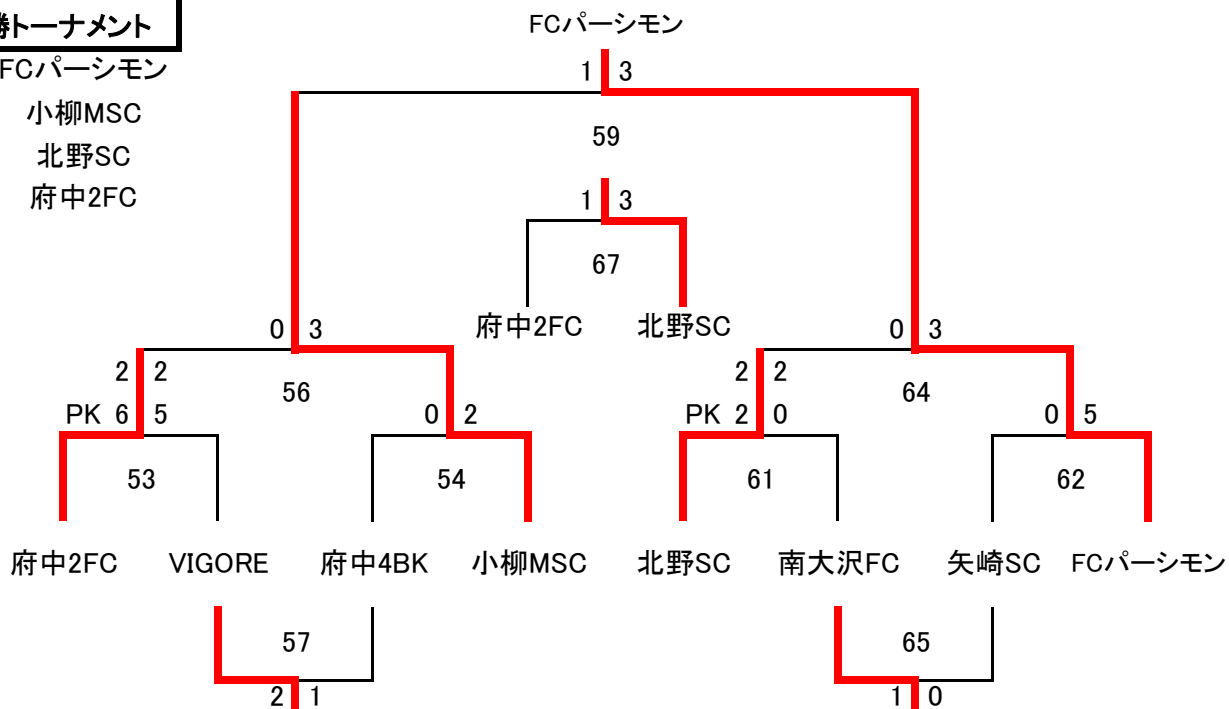 勝トーナメント
FCパーシモン
FCパーシモン
1 3
小柳MSC
59
北野SC
府中2FC
1 3
67
府中2FC 北野SC
0 3 0 3
2 2 56 2 2 64
PK 6 5 0 2 PK 2 0 0 5
53 54 61 62
府中2FC VIGORE 府中4BK 小柳MSC 北野SC 南大沢FC 矢崎SC FCパーシモン
57 65
2 1 1 0